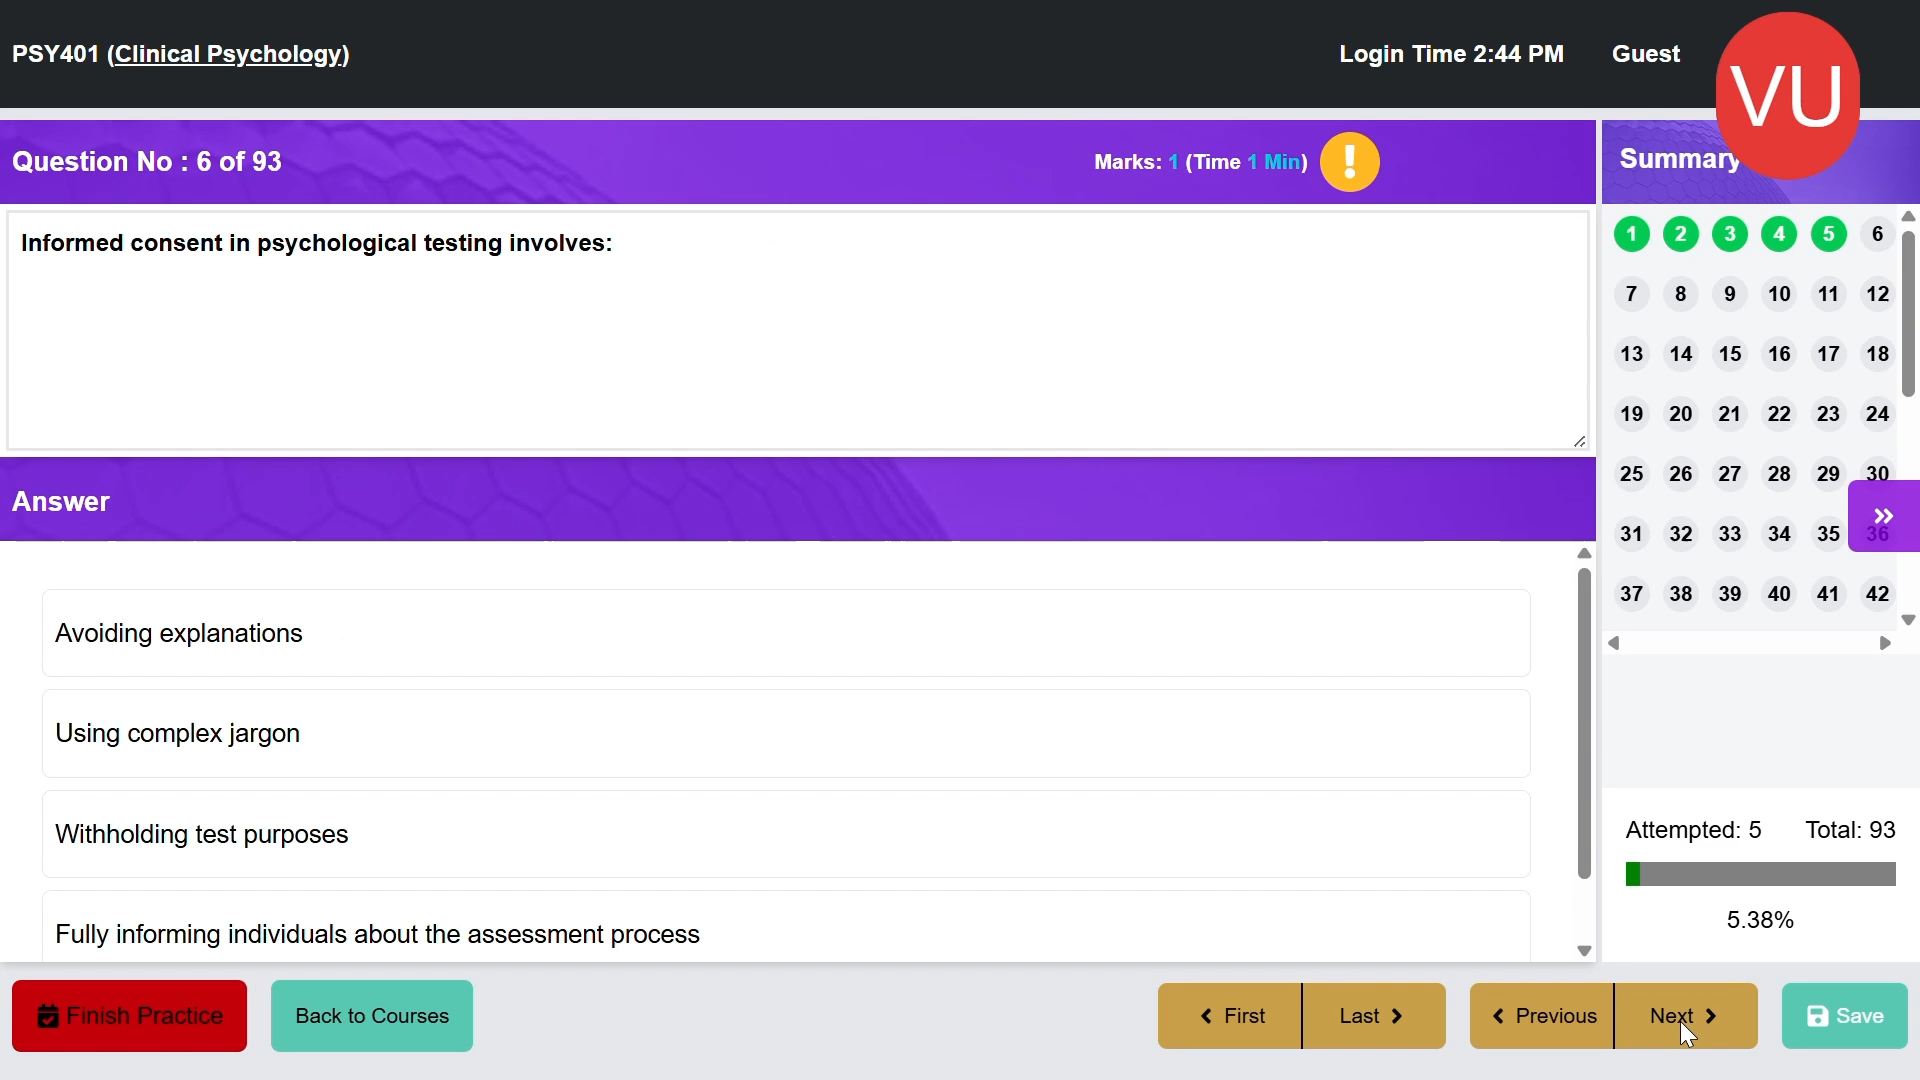 PSY401 (Clinical Psychology)
Login Time 2:44 PM
Guest
VU
Question No : 6 of 93
Marks: 1 (Time 1 Min)
Summary
Informed consent in psychological testing involves:
1 2 3 4 5 6
7 8 9 10 11 12
13 14 15 16 17 18
19 20 21 22 23 24
25 26 27 28 29 30
31 32 33 34 35 36
37 38 39 40 41 42
Answer
Avoiding explanations
Using complex jargon
Withholding test purposes
Fully informing individuals about the assessment process
Attempted: 5 Total: 93
5.38%
Finish Practice
Back to Courses
First
Last
Previous
Next
Save